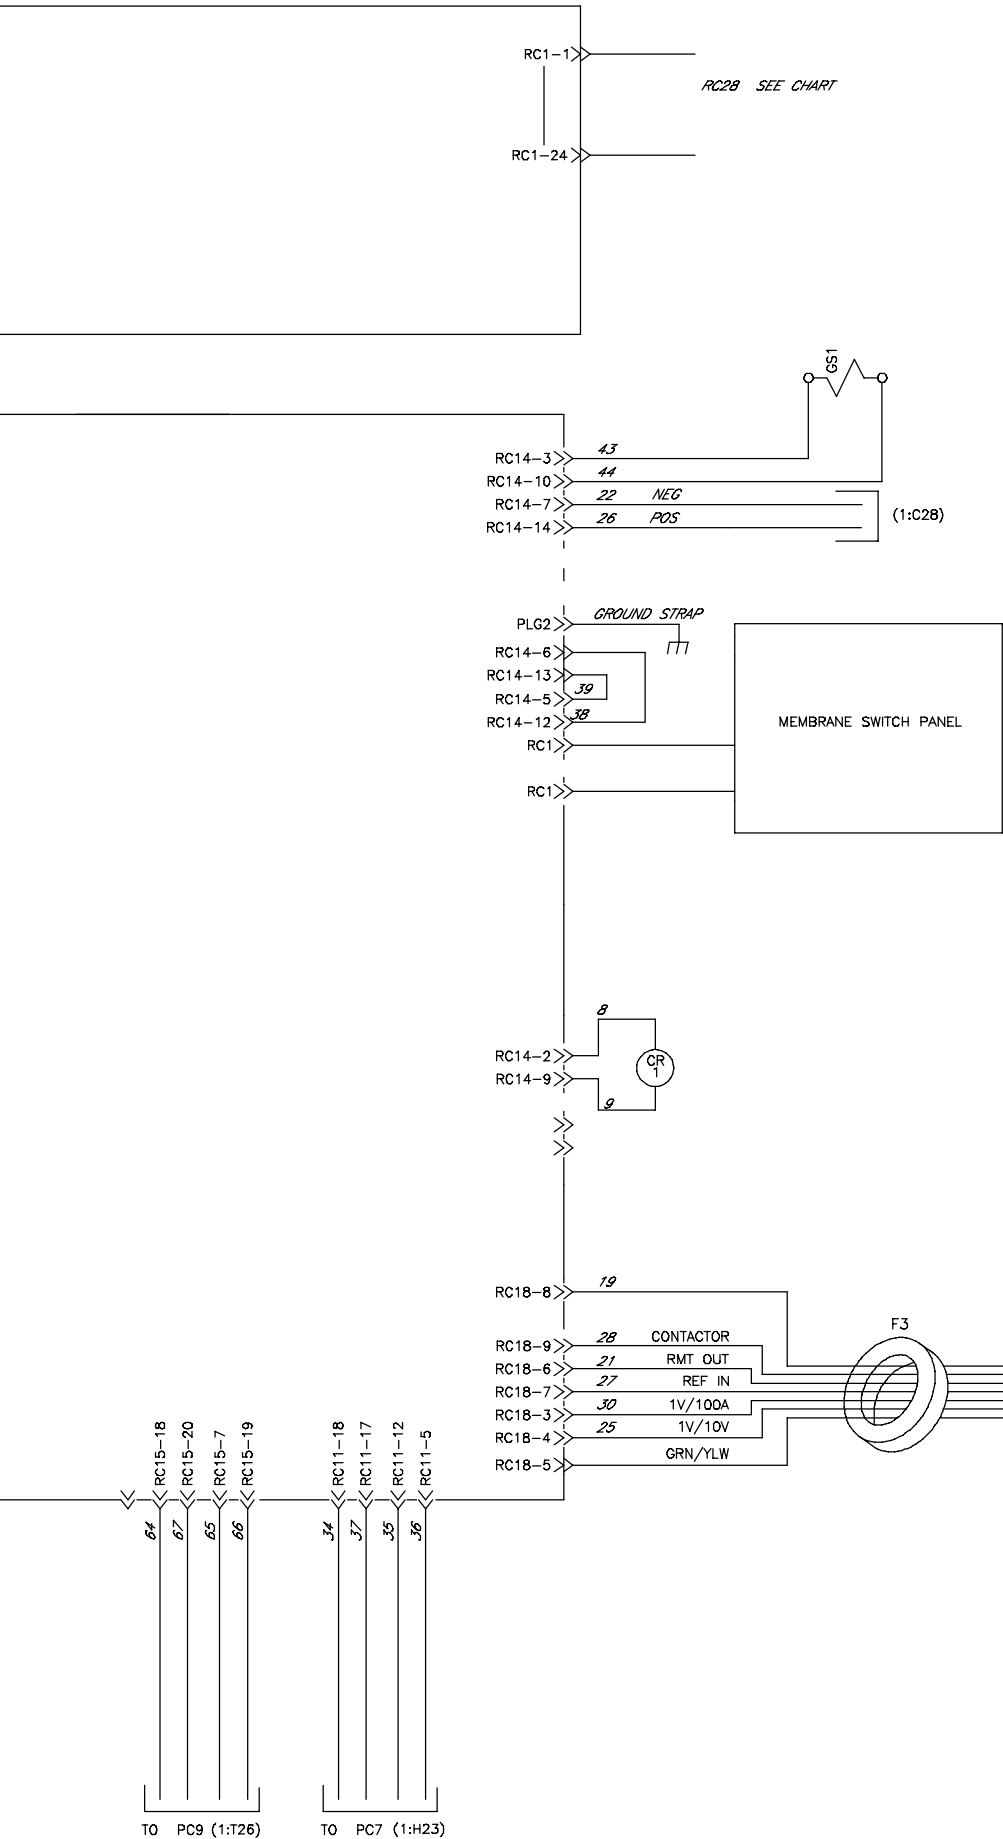 RC1-1
RC28 SEE CHART
RC1-24
GS1
RC14-3 43
RC14-10 44
RC14-7 22 NEG
RC14-14 26 POS
(1:C28)
PLG2 GROUND STRAP
RC14-6
RC14-13
RC14-5 39
RC14-12 38
RC1
RC1
MEMBRANE SWITCH PANEL
8
RC14-2
RC14-9
CR
1
9
RC18-8 19
F3
RC18-9 28 CONTACTOR
RC18-6 21 RMT OUT
RC18-7 27 REF IN
RC18-3 30 1V/100A
RC18-4 25 1V/10V
RC18-5 GRN/YLW
RC15-18
RC15-20
RC15-7
RC15-19
RC11-18
RC11-17
RC11-12
RC11-5
64
67
65
66
34
37
35
36
TO PC9 (1:T26)
TO PC7 (1:H23)